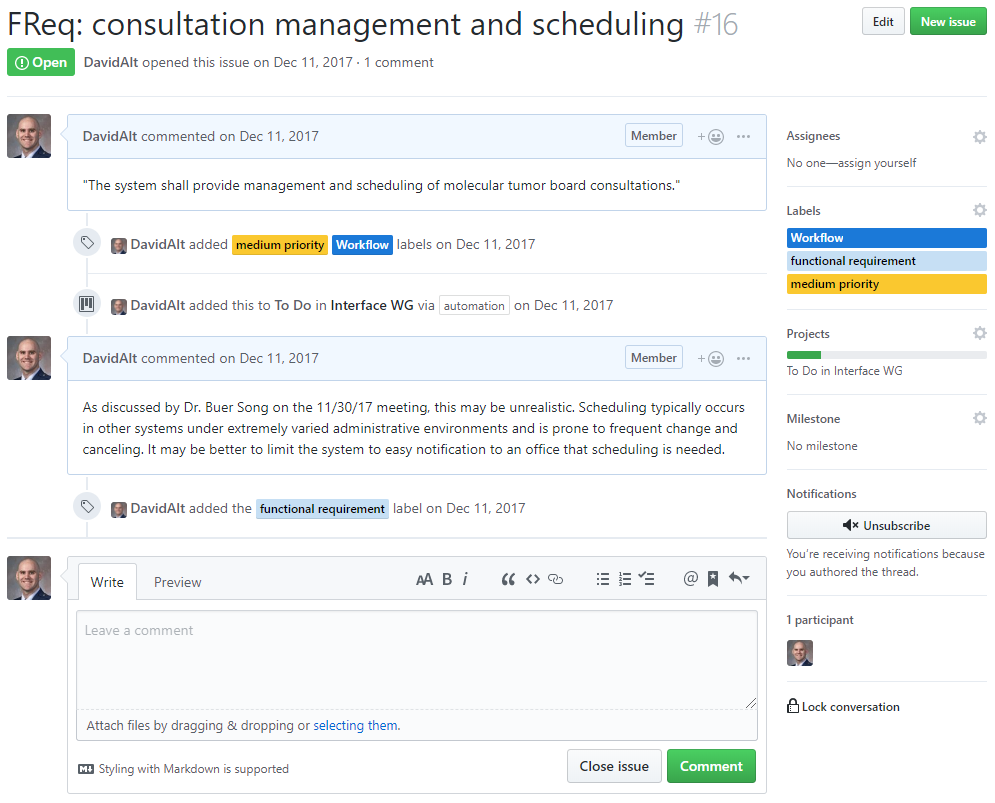 FReq: consultation management and scheduling #16
Edit
New issue
Open
DavidAlt opened this issue on Dec 11, 2017 · 1 comment
DavidAlt commented on Dec 11, 2017
Member
"The system shall provide management and scheduling of molecular tumor board consultations."
DavidAlt added medium priority Workflow labels on Dec 11, 2017
DavidAlt added this to To Do in Interface WG via automation on Dec 11, 2017
DavidAlt commented on Dec 11, 2017
Member
As discussed by Dr. Buer Song on the 11/30/17 meeting, this may be unrealistic. Scheduling typically occurs
in other systems under extremely varied administrative environments and is prone to frequent change and
canceling. It may be better to limit the system to easy notification to an office that scheduling is needed.
DavidAlt added the functional requirement label on Dec 11, 2017
Write
Preview
AA B i
Leave a comment
Attach files by dragging & dropping or selecting them.
Styling with Markdown is supported
Close issue
Comment
Assignees
No one—assign yourself
Labels
Workflow
functional requirement
medium priority
Projects
To Do in Interface WG
Milestone
No milestone
Notifications
Unsubscribe
You're receiving notifications because
you authored the thread.
1 participant
Lock conversation